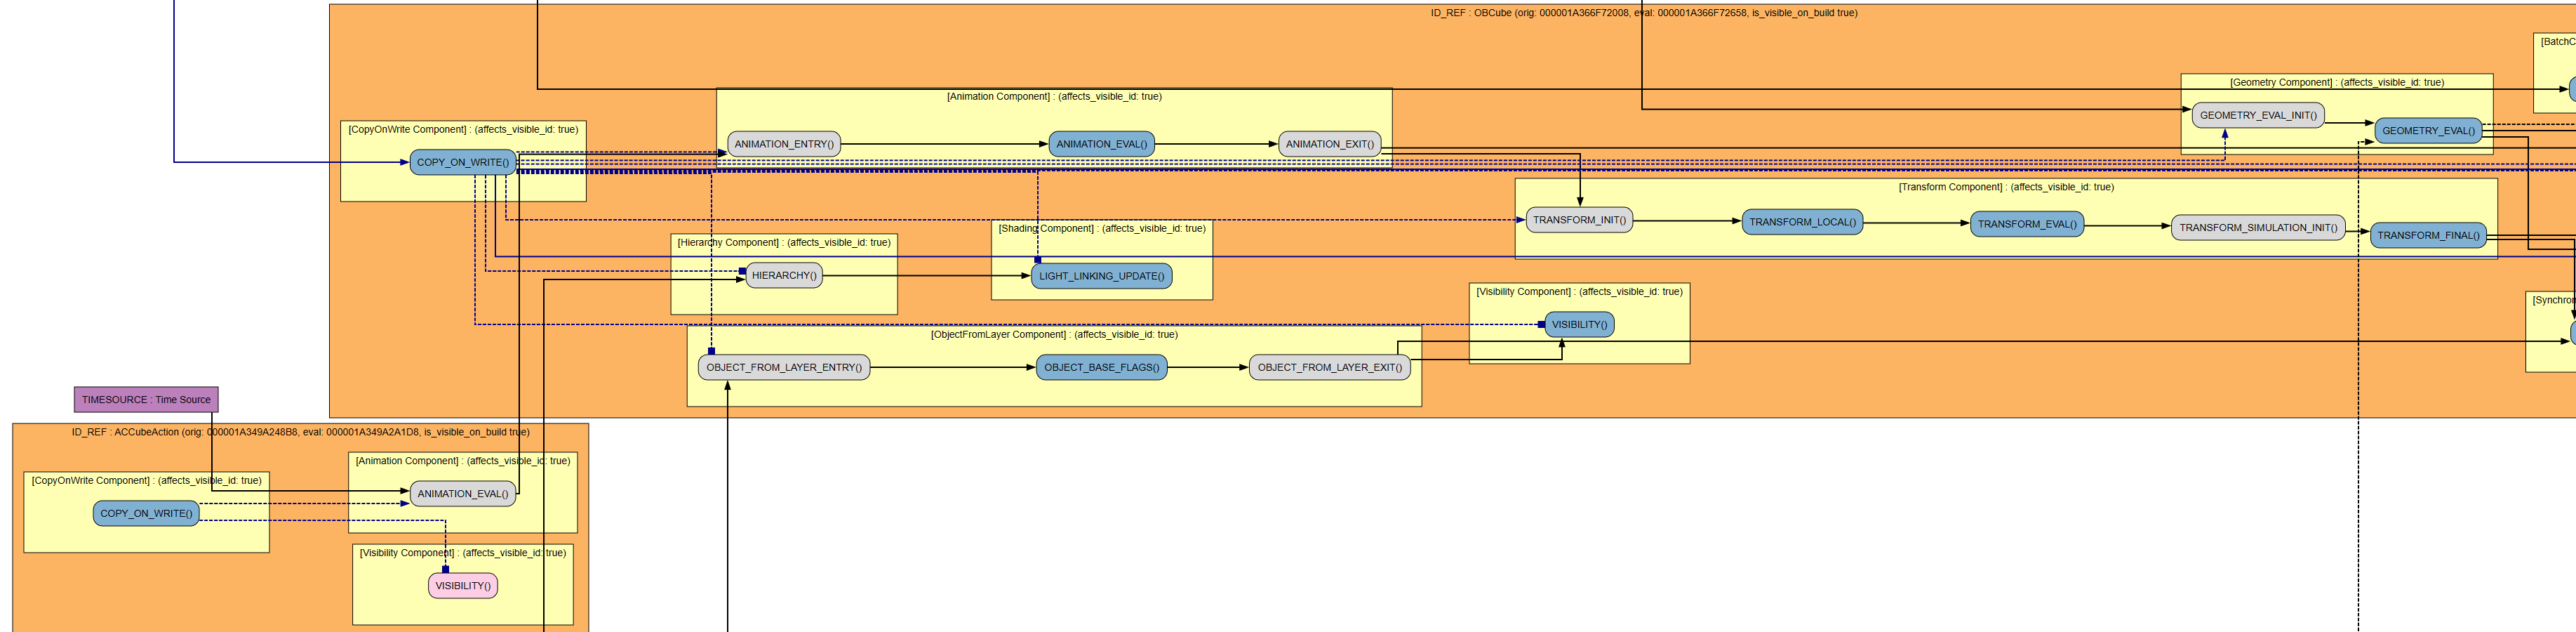 ID_REF : OBCube (orig: 000001A366F72008, eval: 000001A366F72658, is_visible_on_build true)
[BatchC
[Geometry Component] : (affects_visible_id: true)
[Animation Component] : (affects_visible_id: true)
GEOMETRY_EVAL_INIT()
[CopyOnWrite Component] : (affects_visible_id: true)
GEOMETRY_EVAL()
ANIMATION_ENTRY()
ANIMATION_EVAL()
ANIMATION_EXIT()
COPY_ON_WRITE()
[Transform Component] : (affects_visible_id: true)
TRANSFORM_INIT()
TRANSFORM_LOCAL()
TRANSFORM_EVAL()
TRANSFORM_SIMULATION_INIT()
TRANSFORM_FINAL()
[Shading Component] : (affects_visible_id: true)
[Hierarchy Component] : (affects_visible_id: true)
HIERARCHY()
LIGHT_LINKING_UPDATE()
[Visibility Component] : (affects_visible_id: true)
[Synchron
VISIBILITY()
[ObjectFromLayer Component] : (affects_visible_id: true)
OBJECT_FROM_LAYER_ENTRY()
OBJECT_BASE_FLAGS()
OBJECT_FROM_LAYER_EXIT()
TIMESOURCE : Time Source
ID_REF : ACCubeAction (orig: 000001A349A248B8, eval: 000001A349A2A1D8, is_visible_on_build true)
[Animation Component] : (affects_visible_id: true)
[CopyOnWrite Component] : (affects_visible_id: true)
ANIMATION_EVAL()
COPY_ON_WRITE()
[Visibility Component] : (affects_visible_id: true)
VISIBILITY()